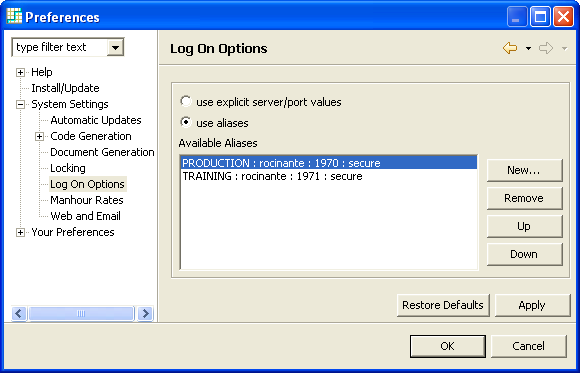 Preferences
type filter text
Help
Install/Update
System Settings
Automatic Updates
Code Generation
Document Generation
Locking
Log On Options
Manhour Rates
Web and Email
Your Preferences
Log On Options
use explicit server/port values
use aliases
Available Aliases
PRODUCTION : rocinante : 1970 : secure
TRAINING : rocinante : 1971 : secure
New...
Remove
Up
Down
Restore Defaults
Apply
OK
Cancel